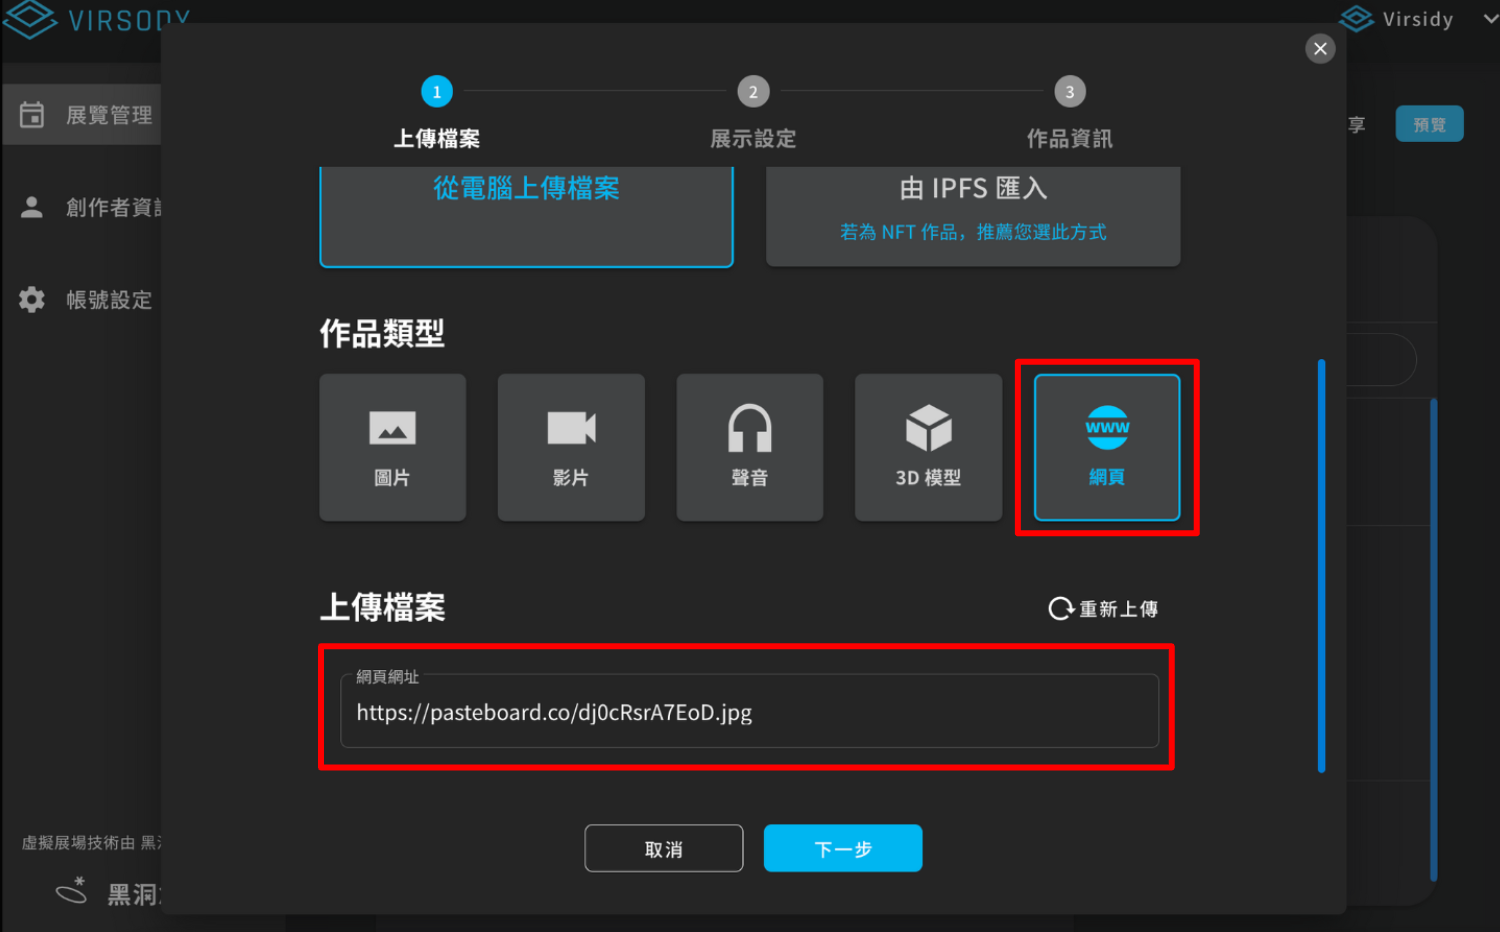 VIRSODY
Virsidy
1
2
3
上傳檔案
展示設定
作品資訊
展覽管理
享
預覽
從電腦上傳檔案
由 IPFS 匯入
若為 NFT 作品，推薦您選此方式
創作者資
帳號設定
作品類型
圖片
影片
聲音
3D 模型
www
網頁
上傳檔案
重新上傳
網頁網址
https://pasteboard.co/dj0cRsrA7EoD.jpg
取消
下一步
虛擬展場技術由 黑
黑洞